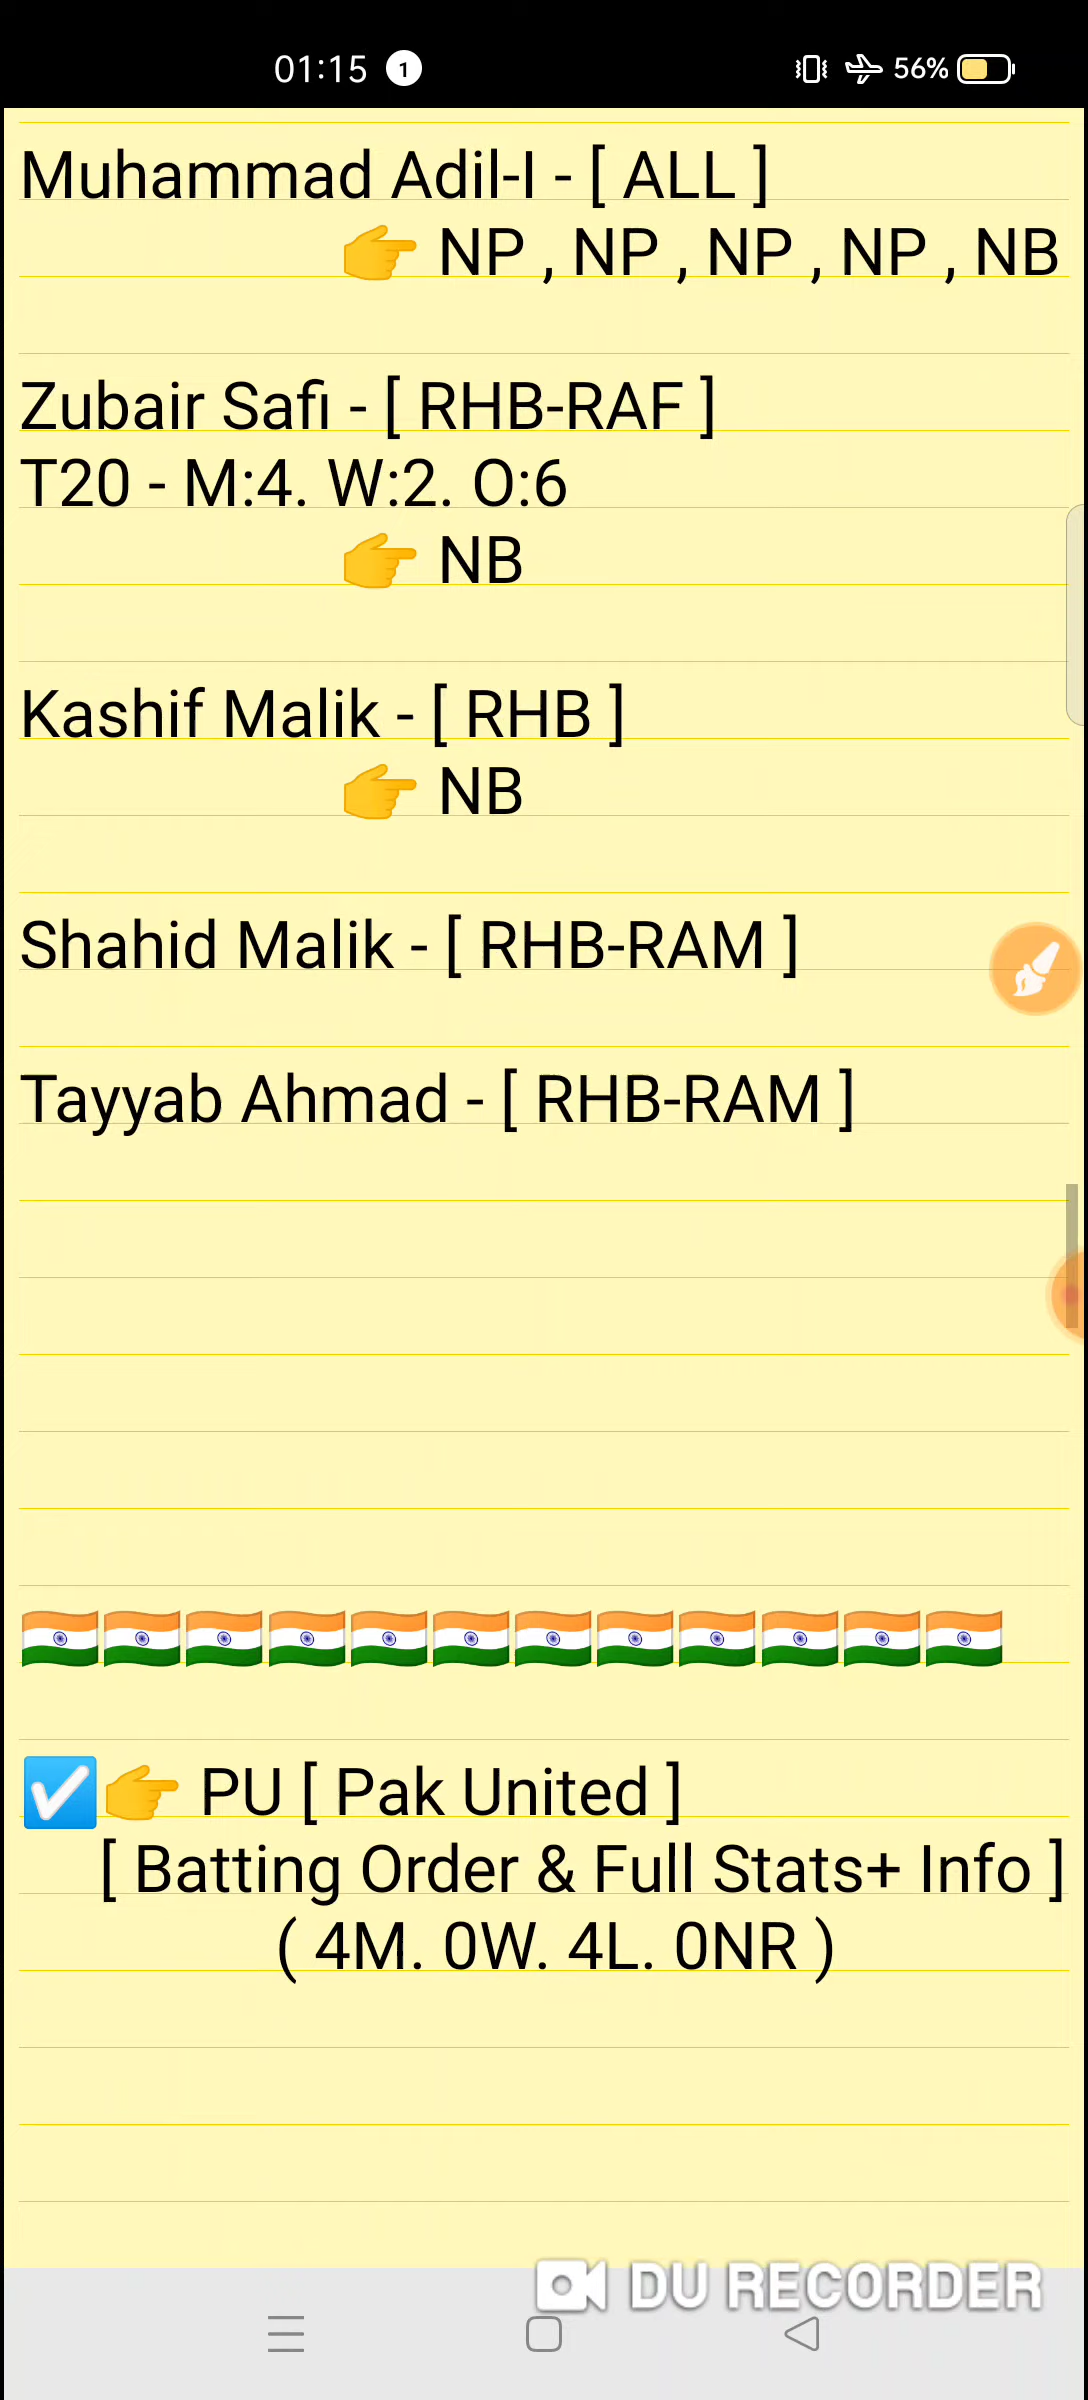 01:15 1 56%
Muhammad Adil-I - [ ALL ]
👉 NP , NP , NP , NP , NB
Zubair Safi - [ RHB-RAF ]
T20 - M:4. W:2. O:6
👉 NB
Kashif Malik - [ RHB ]
👉 NB
Shahid Malik - [ RHB-RAM ]
Tayyab Ahmad - [ RHB-RAM ]
🇮🇳🇮🇳🇮🇳🇮🇳🇮🇳🇮🇳🇮🇳🇮🇳🇮🇳🇮🇳🇮🇳🇮🇳
☑👉 PU [ Pak United ]
[ Batting Order & Full Stats+ Info ]
( 4M. 0W. 4L. 0NR )
DU RECORDER